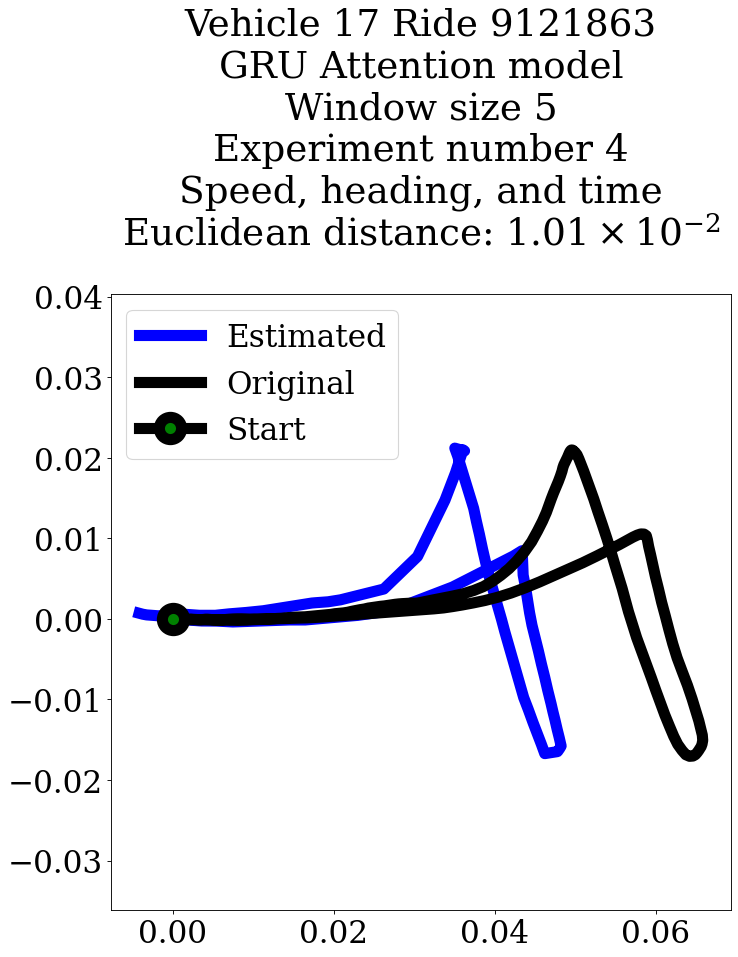 Vehicle 17 Ride 9121863
GRU Attention model
Window size 5
Experiment number 4
Speed, heading, and time
Euclidean distance: 1.01 × 10⁻²
0.04
0.03
0.02
0.01
0.00
−0.01
−0.02
−0.03
Estimated
Original
Start
0.00 0.02 0.04 0.06